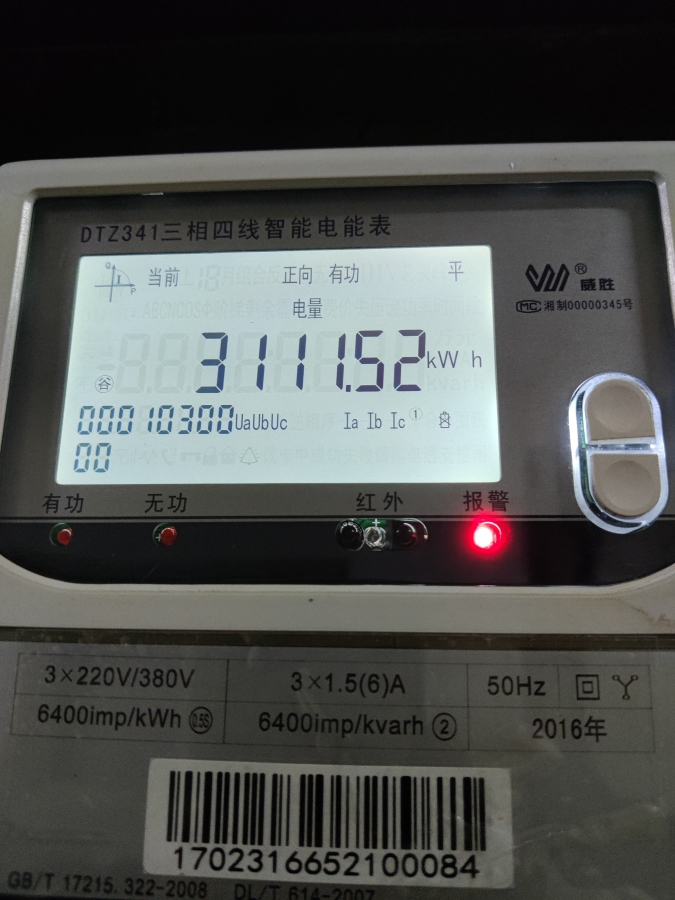 DTZ341三相四线智能电能表
当前 正向 有功 平
电量
3111.52 kWh
谷
00010300 UaUbUc Ia Ib Ic ①
00
威胜®
MC 湘制00000345号
有功 无功 红外 报警
3×220V/380V 3×1.5(6)A 50Hz
6400imp/kWh 0.5S 6400imp/kvarh ② 2016年
1702316652100084
GB/T 17215.322-2008 DL/T 614-2007